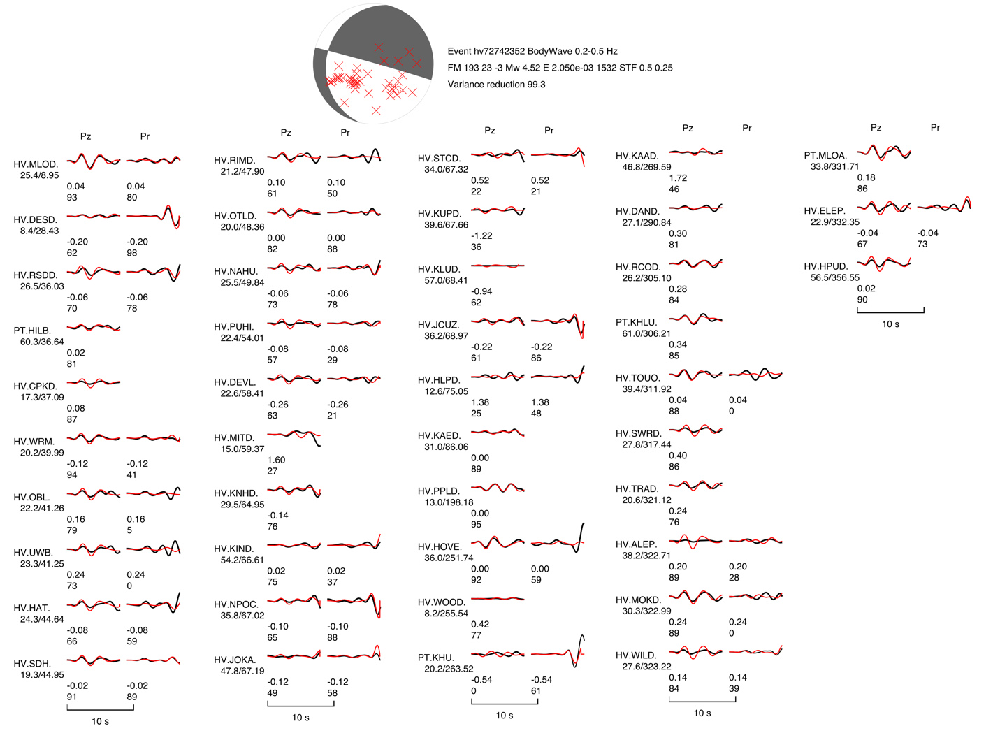 Event hv72742352 BodyWave 0.2-0.5 Hz
FM 193 23 -3 Mw 4.52 E 2.050e-03 1532 STF 0.5 0.25
Variance reduction 99.3
Pz Pr
HV.MLOD.
25.4/8.95
0.04 0.04
93 80
HV.DESD.
8.4/28.43
-0.20 -0.20
62 98
HV.RSDD.
26.5/36.03
-0.06 -0.06
70 78
PT.HILB.
60.3/36.64
0.02
81
HV.CPKD.
17.3/37.09
0.08
87
HV.WRM.
20.2/39.99
-0.12 -0.12
94 41
HV.OBL.
22.2/41.26
0.16 0.16
79 5
HV.UWB.
23.3/41.25
0.24 0.24
73 0
HV.HAT.
24.3/44.64
-0.08 -0.08
66 59
HV.SDH.
19.3/44.95
-0.02 -0.02
91 89
10 s
Pz Pr
HV.RIMD.
21.2/47.90
0.10 0.10
61 50
HV.OTLD.
20.0/48.36
0.00 0.00
82 88
HV.NAHU.
25.5/49.84
-0.06 -0.06
73 78
HV.PUHI.
22.4/54.01
-0.08 -0.08
57 29
HV.DEVL.
22.6/58.41
-0.26 -0.26
63 21
HV.MITD.
15.0/59.37
1.60
27
HV.KNHD.
29.5/64.95
-0.14
76
HV.KIND.
54.2/66.61
0.02 0.02
75 37
HV.NPOC.
35.8/67.02
-0.10 -0.10
65 88
HV.JOKA.
47.8/67.19
-0.12 -0.12
49 58
10 s
Pz Pr
HV.STCD.
34.0/67.32
0.52 0.52
22 21
HV.KUPD.
39.6/67.66
-1.22
36
HV.KLUD.
57.0/68.41
-0.94
62
HV.JCUZ.
36.2/68.97
-0.22 -0.22
61 86
HV.HLPD.
12.6/75.05
1.38 1.38
25 48
HV.KAED.
31.0/86.06
0.00
89
HV.PPLD.
13.0/198.18
0.00
95
HV.HOVE.
36.0/251.74
0.00 0.00
92 59
HV.WOOD.
8.2/255.54
0.42
77
PT.KHU.
20.2/263.52
-0.54 -0.54
0 61
10 s
Pz Pr
HV.KAAD.
46.8/269.59
1.72
46
HV.DAND.
27.1/290.84
0.30
81
HV.RCOD.
26.2/305.10
0.28
84
PT.KHLU.
61.0/306.21
0.34
85
HV.TOUO.
39.4/311.92
0.04 0.04
88 0
HV.SWRD.
27.8/317.44
0.40
86
HV.TRAD.
20.6/321.12
0.24
76
HV.ALEP.
38.2/322.71
0.20 0.20
89 28
HV.MOKD.
30.3/322.99
0.24 0.24
89 0
HV.WILD.
27.6/323.22
0.14 0.14
84 39
10 s
Pz Pr
PT.MLOA.
33.8/331.71
0.18
86
HV.ELEP.
22.9/332.35
-0.04 -0.04
67 73
HV.HPUD.
56.5/356.55
0.02
90
10 s